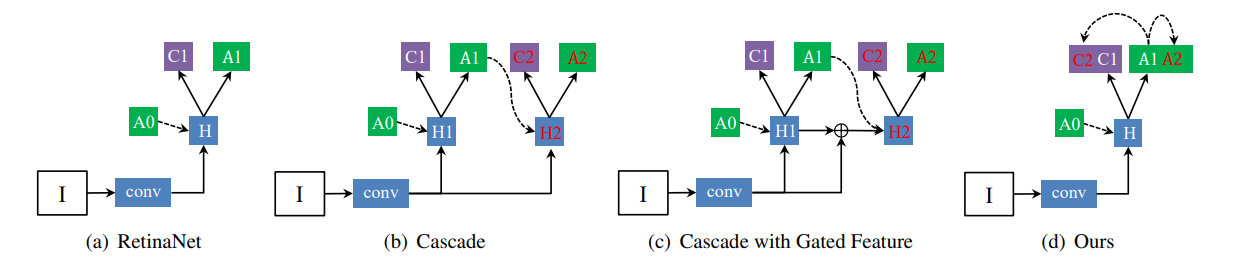 C1 A1
A0 H
I conv
(a) RetinaNet
C1 A1 C2 A2
A0 H1 H2
I conv
(b) Cascade
C1 A1 C2 A2
A0 H1 H2
I conv
(c) Cascade with Gated Feature
C2 C1 A1 A2
A0 H
I conv
(d) Ours